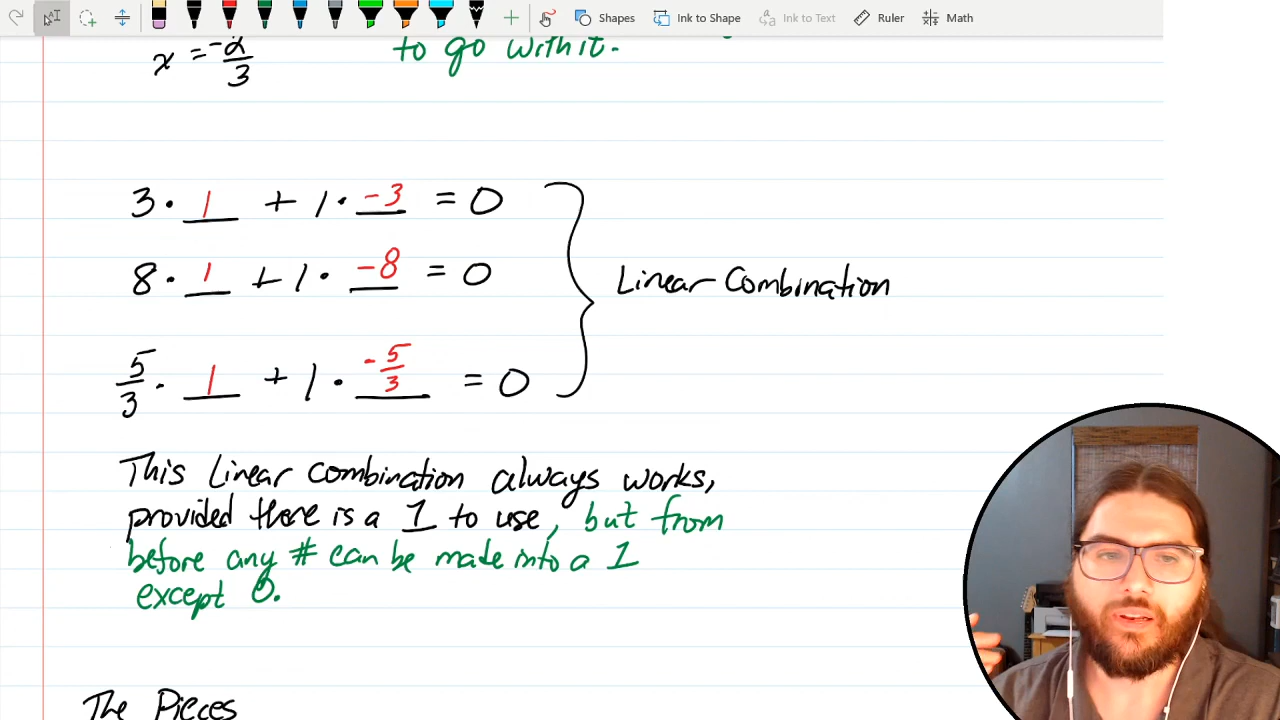 Shapes Ink to Shape Ink to Text Ruler Math
x = -2/3
to go with it.
3 · 1 + 1 · -3 = 0
8 · 1 + 1 · -8 = 0
Linear Combination
5/3 · 1 + 1 · -5/3 = 0
This Linear combination always works,
provided there is a 1 to use, but from
before any # can be made into a 1
except 0.
The Pieces